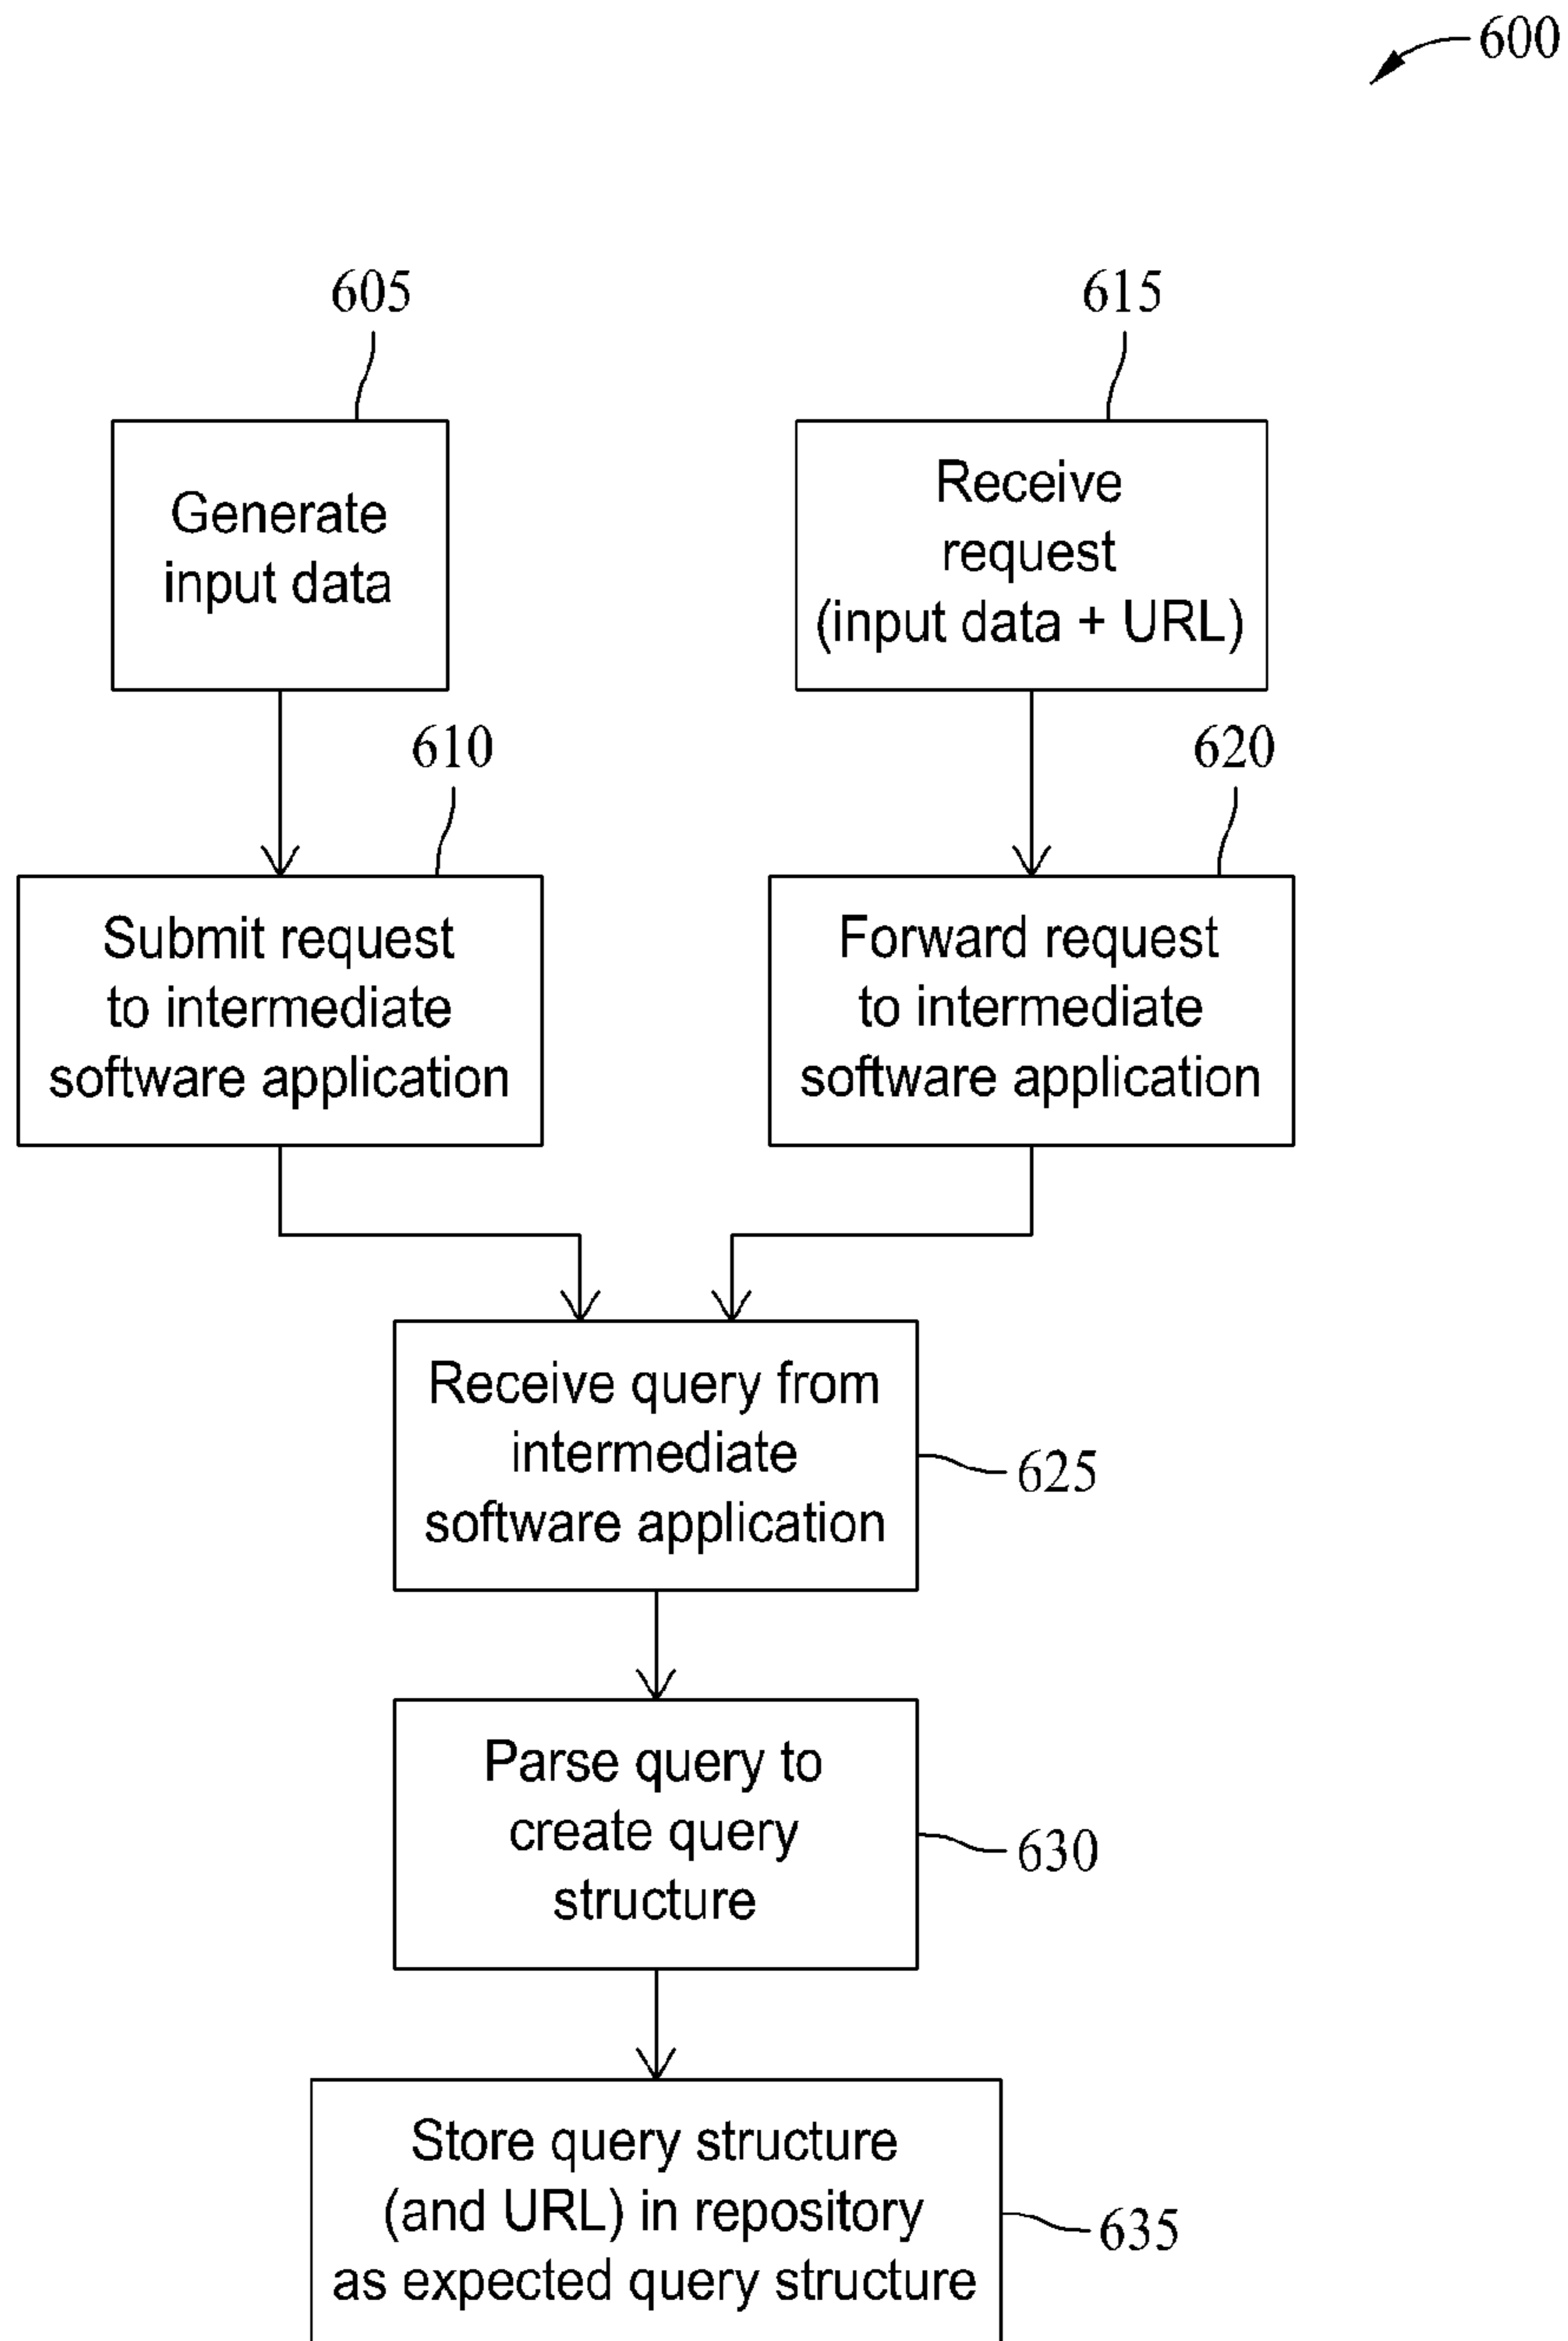 600
605
615
Generate
input data
Receive
request
(input data + URL)
610
620
Submit request
to intermediate
software application
Forward request
to intermediate
software application
Receive query from
intermediate
software application
625
Parse query to
create query
structure
630
Store query structure
(and URL) in repository
as expected query structure
635